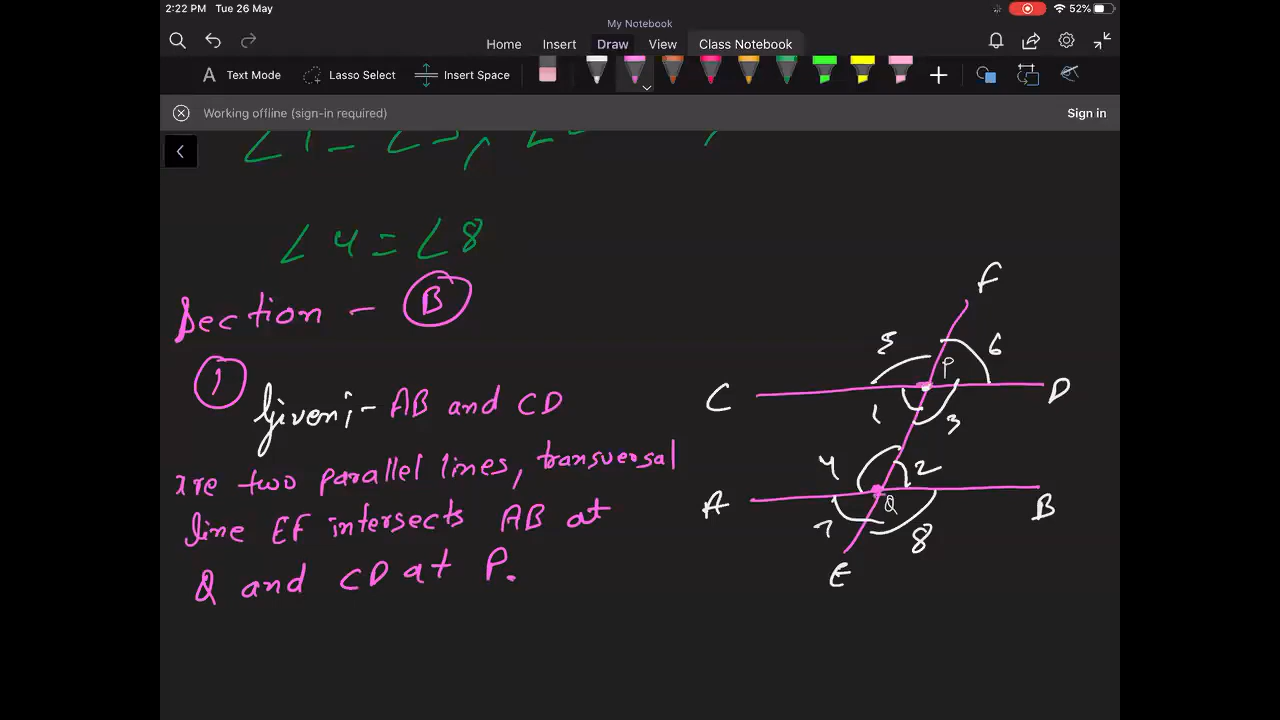 2:22 PM Tue 26 May
52%
My Notebook
Home Insert Draw View Class Notebook
Text Mode Lasso Select Insert Space
Working offline (sign-in required)
Sign in
∠4 = ∠8
Section - B
1
Given:- AB and CD
are two parallel lines, transversal
line EF intersects AB at
Q and CD at P.
F
5 6
P
C D
1 3
4 2
A Q B
7 8
E